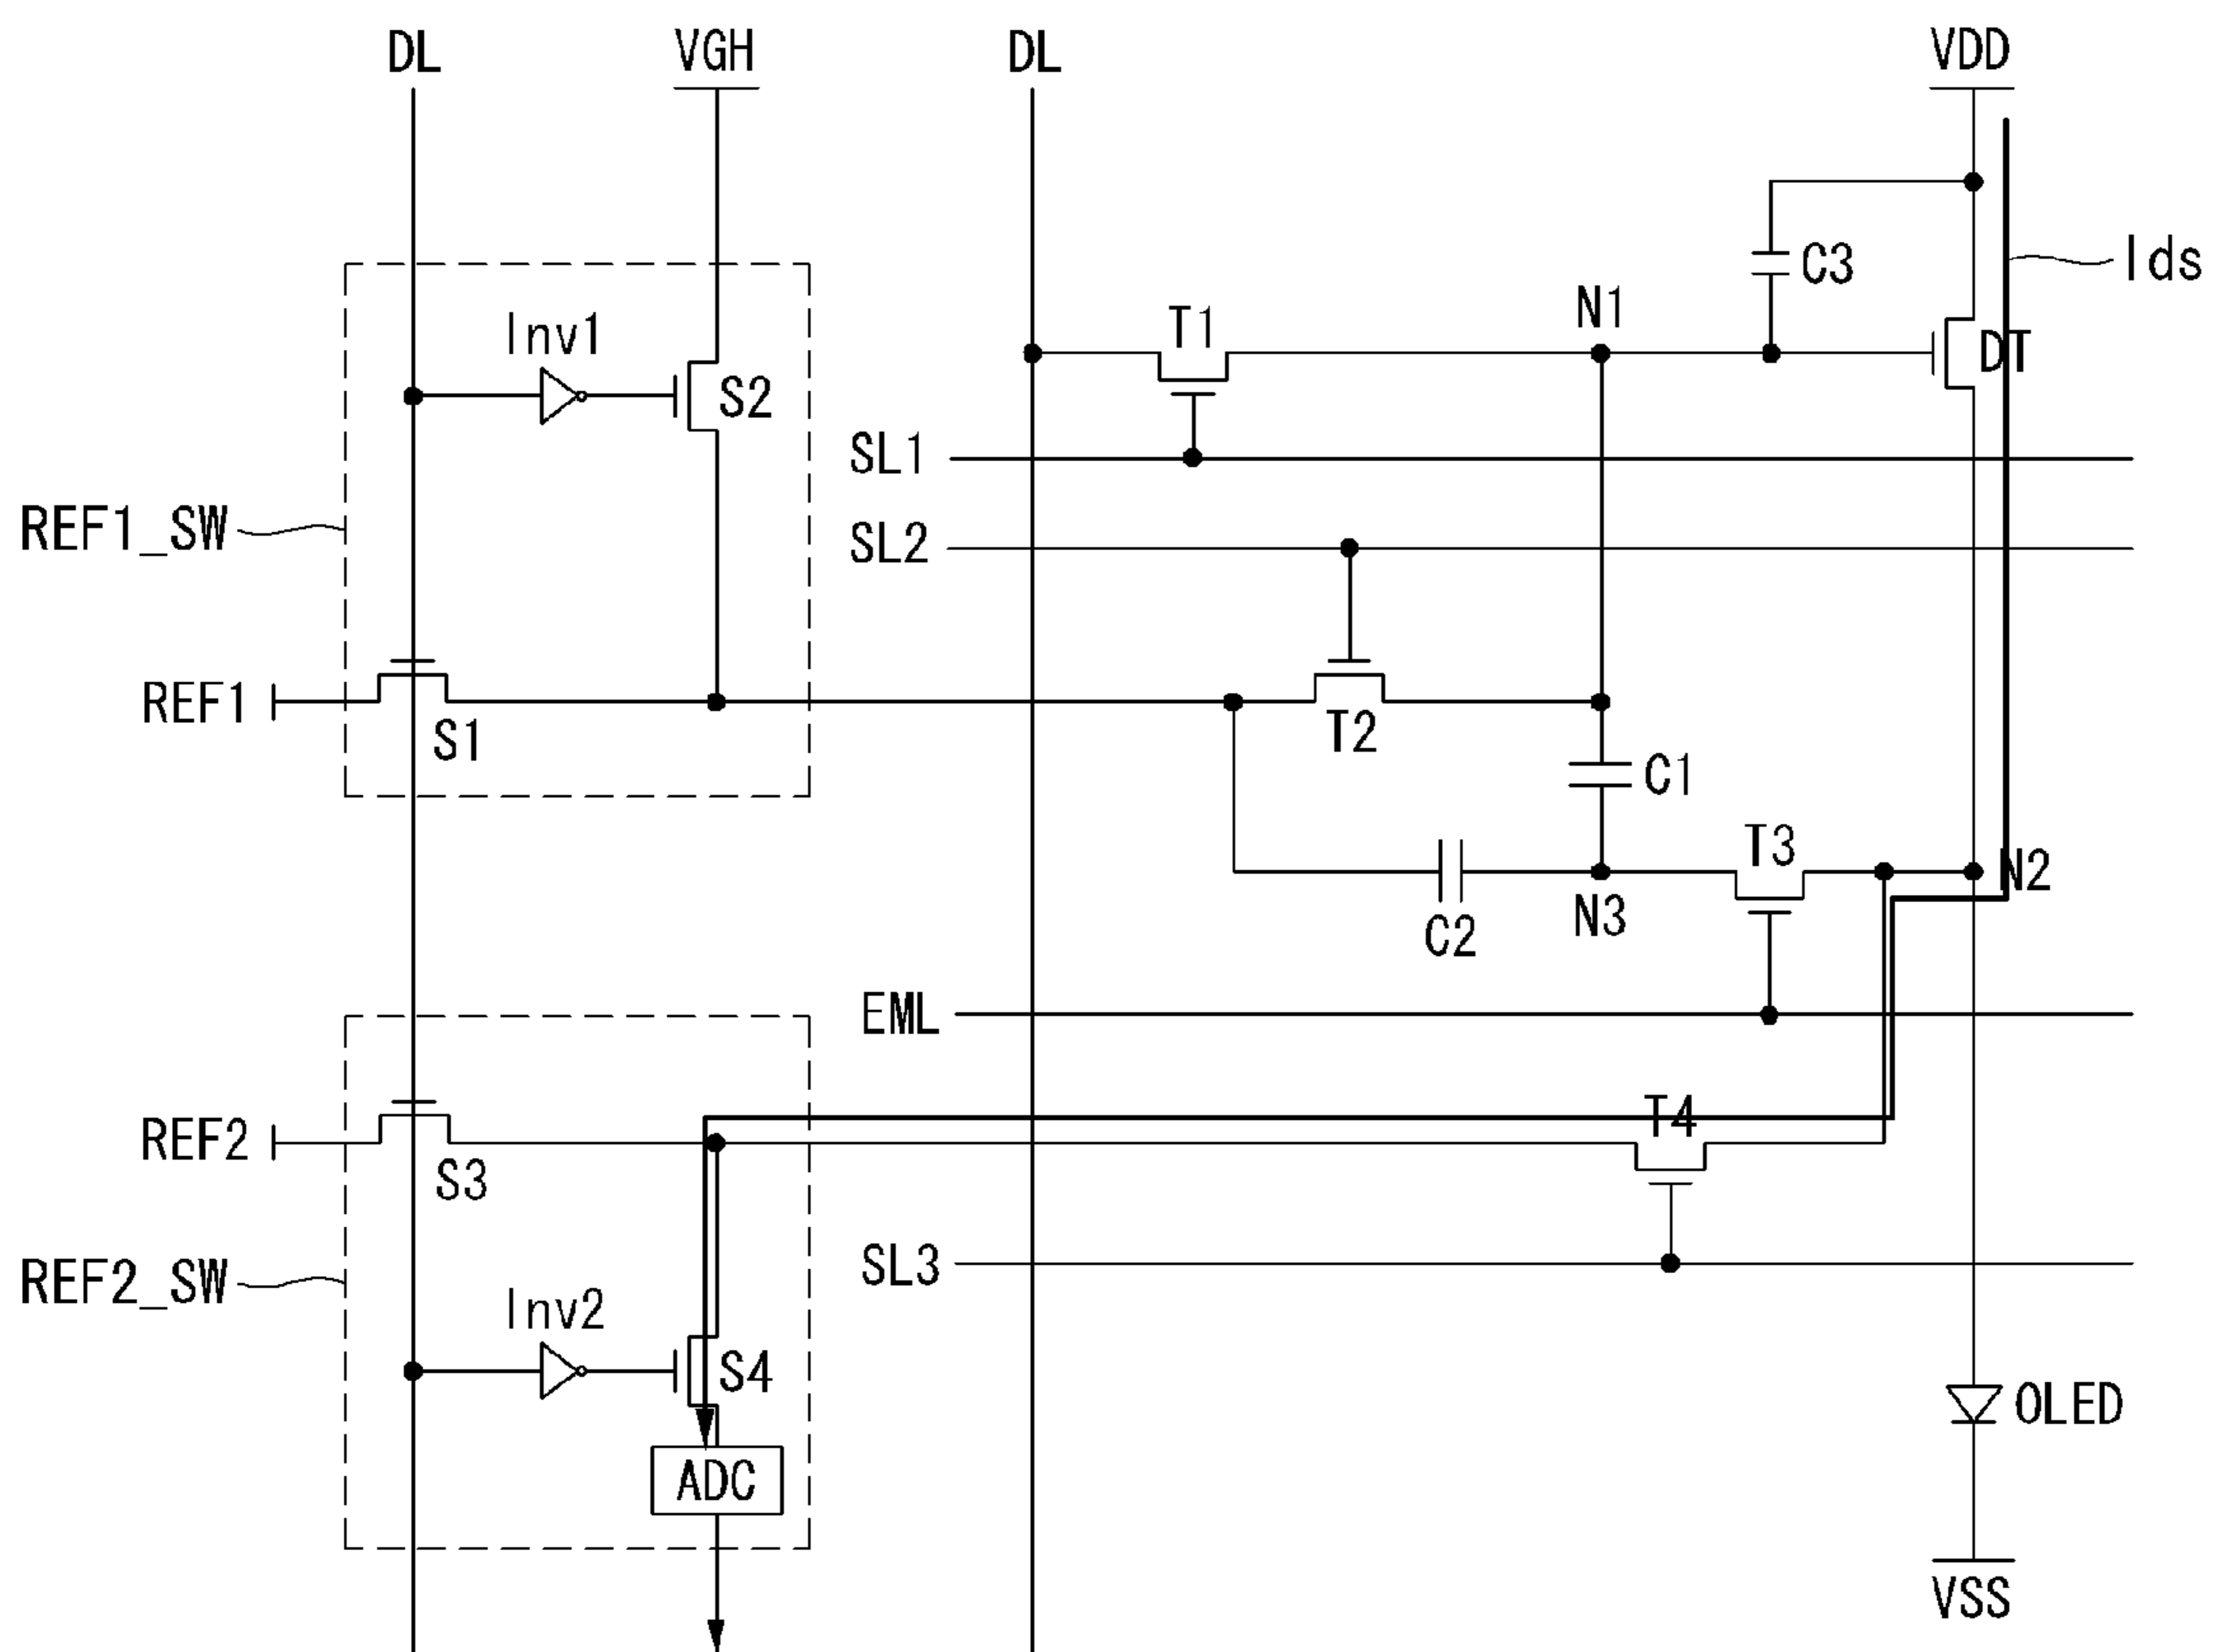 DL
VGH
DL
VDD
Ids
C3
N1
T1
Inv1
S2
DT
SL1
REF1_SW
SL2
REF1
S1
T2
C1
T3
N2
C2
N3
EML
REF2
S3
T4
REF2_SW
SL3
Inv2
S4
OLED
ADC
VSS